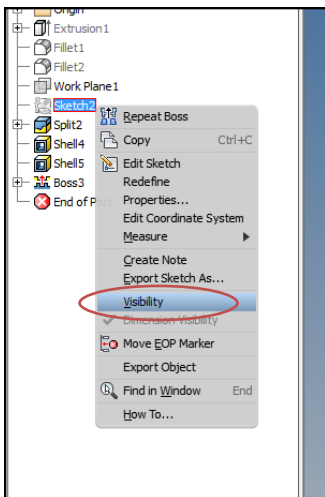 Origin
Extrusion1
Fillet1
Fillet2
Work Plane1
Sketch2
Split2
Shell4
Shell5
Boss3
End of P
Repeat Boss
Copy Ctrl+C
Edit Sketch
Redefine
Properties...
Edit Coordinate System
Measure
Create Note
Export Sketch As...
Visibility
Dimension Visibility
Move EOP Marker
Export Object
Find in Window End
How To...